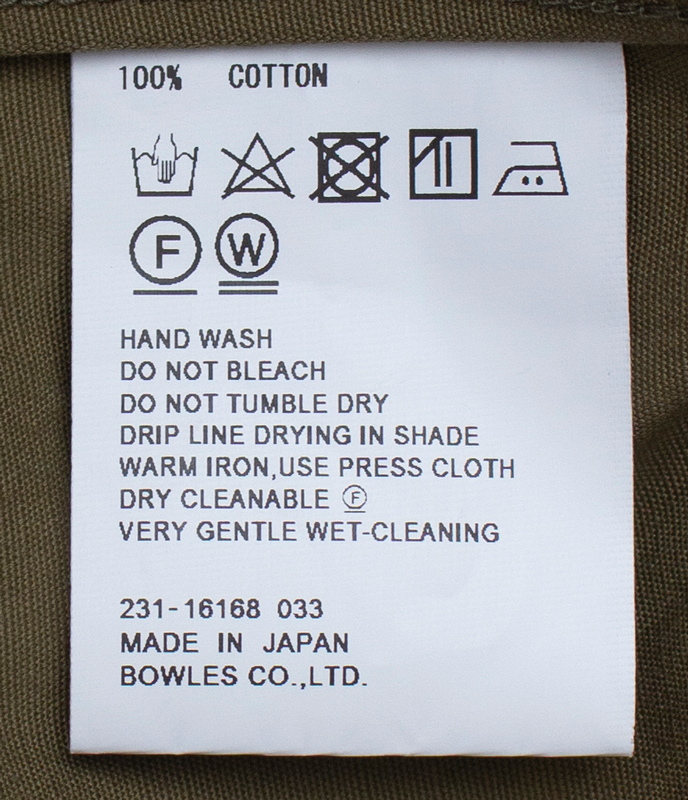 100% COTTON
F W
HAND WASH
DO NOT BLEACH
DO NOT TUMBLE DRY
DRIP LINE DRYING IN SHADE
WARM IRON,USE PRESS CLOTH
DRY CLEANABLE Ⓕ
VERY GENTLE WET-CLEANING
231-16168 033
MADE IN JAPAN
BOWLES CO.,LTD.